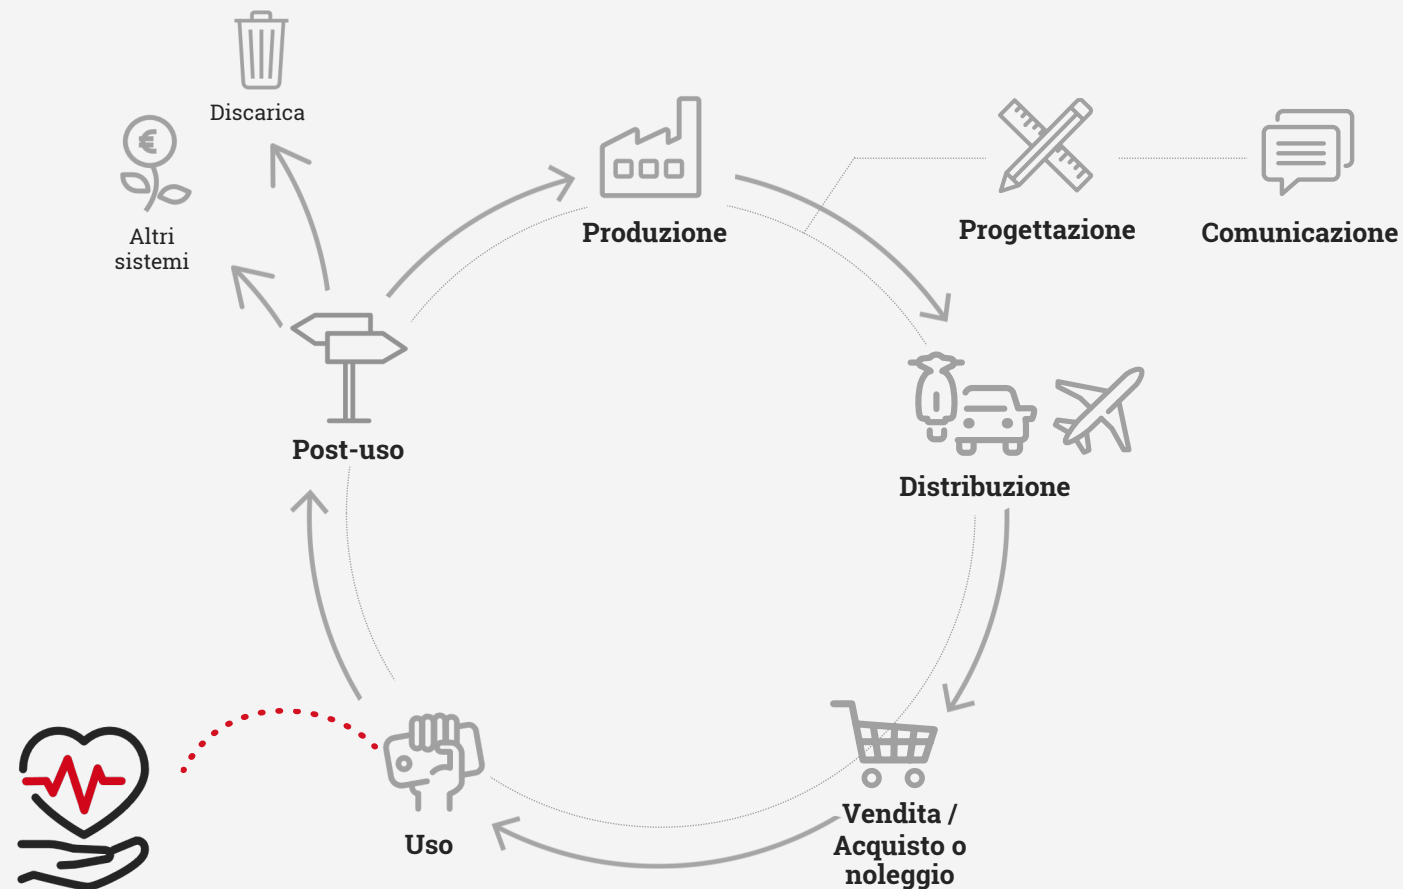 Discarica
€
Altri
sistemi
Produzione
Progettazione
Comunicazione
Post-uso
Distribuzione
Uso
Vendita /
Acquisto o
noleggio